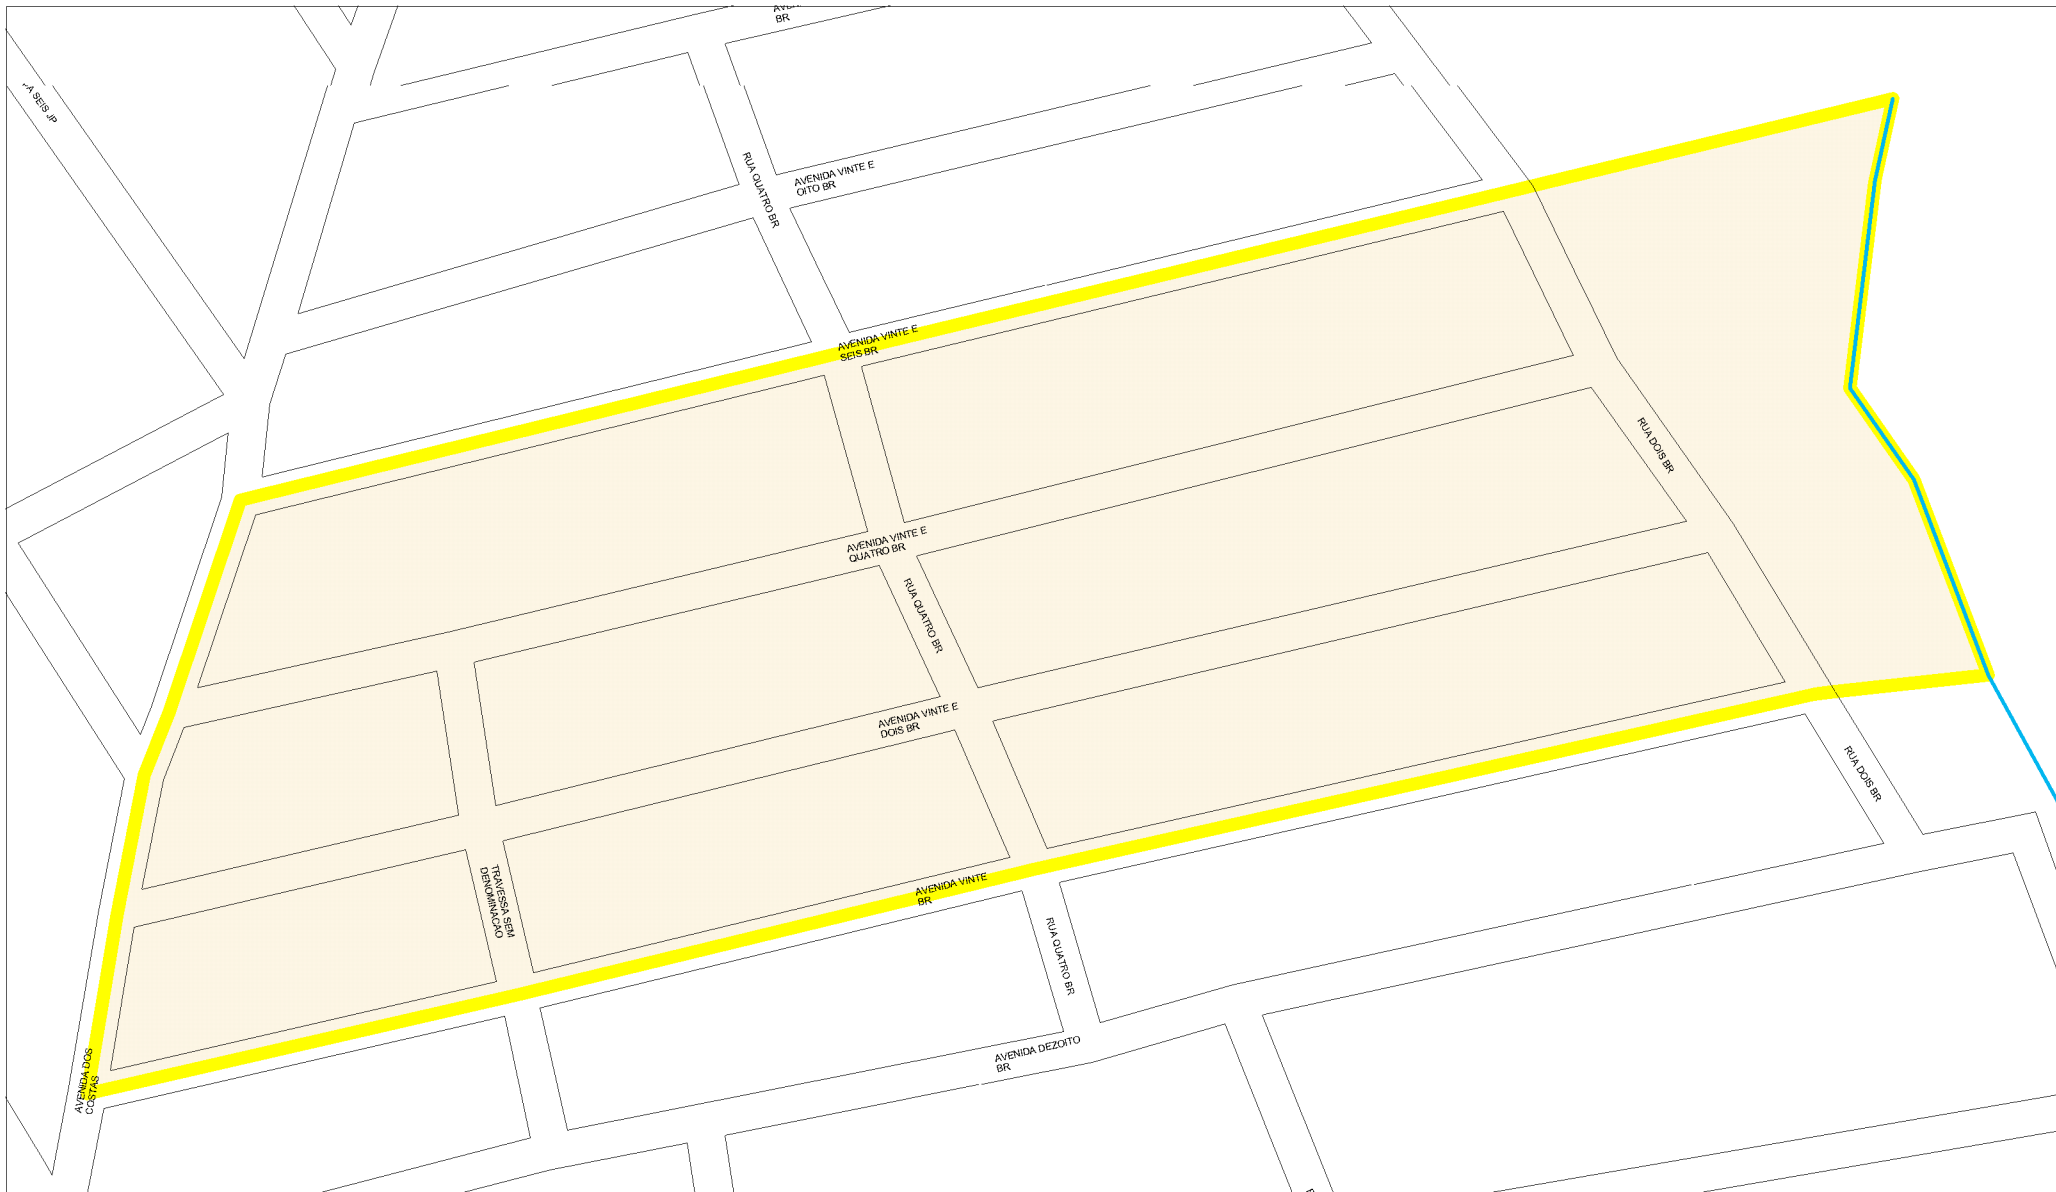 BR
SEIS JP
RUA QUATRO BR
AVENIDA VINTE E
OITO BR
AVENIDA VINTE E
SEIS BR
RUA DOIS BR
AVENIDA VINTE E
QUATRO BR
RUA QUATRO BR
AVENIDA VINTE E
DOIS BR
RUA DOIS BR
TRAVESSA SEM
DENOMINACAO
AVENIDA VINTE
BR
RUA QUATRO BR
AVENIDA DEZOITO
BR
AVENIDA DOS
COSTAS